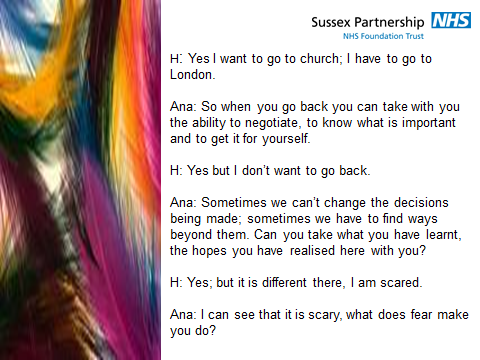 Sussex Partnership NHS
NHS Foundation Trust
H: Yes I want to go to church; I have to go to
London.
Ana: So when you go back you can take with you
the ability to negotiate, to know what is important
and to get it for yourself.
H: Yes but I don’t want to go back.
Ana: Sometimes we can’t change the decisions
being made; sometimes we have to find ways
beyond them. Can you take what you have learnt,
the hopes you have realised here with you?
H: Yes; but it is different there, I am scared.
Ana: I can see that it is scary, what does fear make
you do?